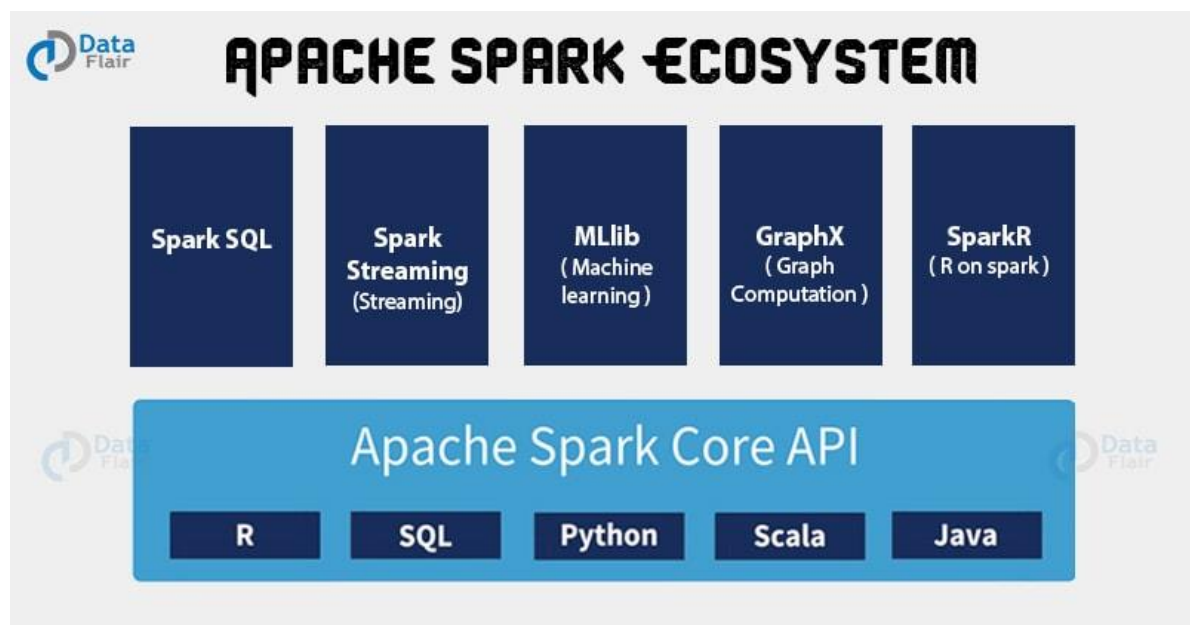 Data
Flair
APACHE SPARK ECOSYSTEM
Spark SQL
Spark
Streaming
(Streaming)
MLlib
( Machine
learning )
GraphX
( Graph
Computation )
SparkR
( R on spark )
Apache Spark Core API
Data
Flair
Data
Flair
R
SQL
Python
Scala
Java